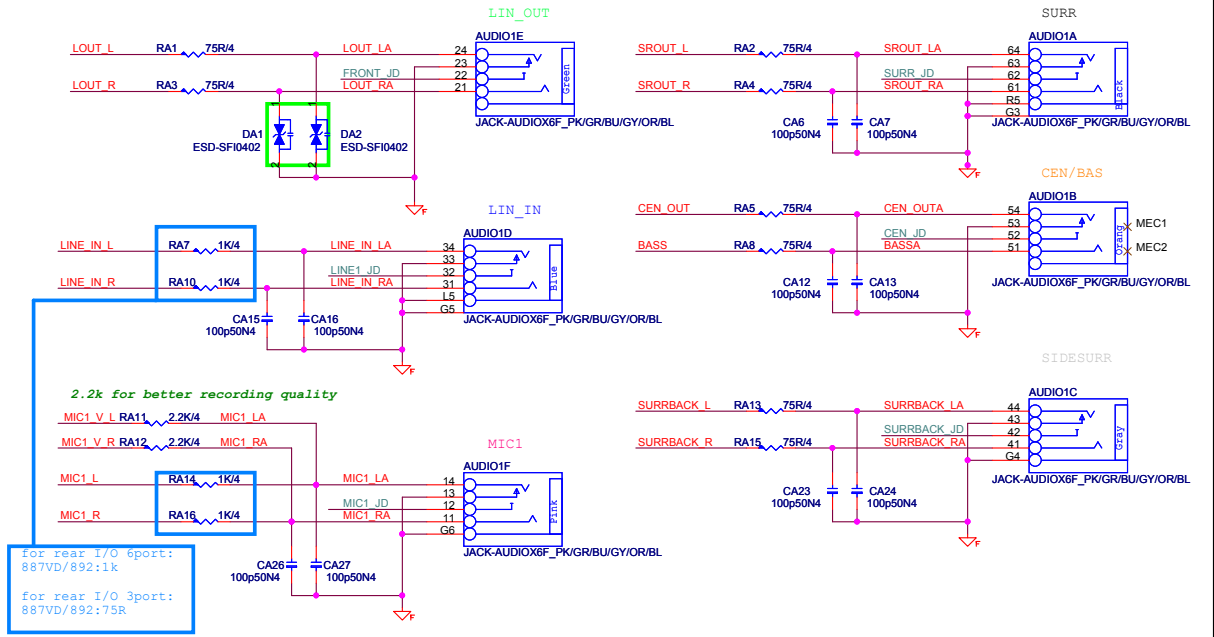 LIN_OUT
AUDIO1E
LOUT_L RA1 75R/4 LOUT_LA 24
23
FRONT_JD 22
LOUT_R RA3 75R/4 LOUT_RA 21
Green
JACK-AUDIOX6F_PK/GR/BU/GY/OR/BL
1 1
DA1
ESD-SFI0402
DA2
ESD-SFI0402
2 2
F
SURR
AUDIO1A
SROUT_L RA2 75R/4 SROUT_LA 64
63
SURR_JD 62
SROUT_R RA4 75R/4 SROUT_RA 61
R5
G3
Black
JACK-AUDIOX6F_PK/GR/BU/GY/OR/BL
CA6
100p50N4
CA7
100p50N4
F
LIN_IN
AUDIO1D
LINE_IN_L RA7 1K/4 LINE_IN_LA 34
33
LINE1_JD 32
LINE_IN_R RA10 1K/4 LINE_IN_RA 31
L5
G5
Blue
JACK-AUDIOX6F_PK/GR/BU/GY/OR/BL
CA15
100p50N4
CA16
100p50N4
F
CEN/BAS
AUDIO1B
CEN_OUT RA5 75R/4 CEN_OUTA 54
53
CEN_JD 52
BASS RA8 75R/4 BASSA 51
Orang
MEC1
MEC2
JACK-AUDIOX6F_PK/GR/BU/GY/OR/BL
CA12
100p50N4
CA13
100p50N4
F
2.2k for better recording quality
MIC1_V_L RA11 2.2K/4 MIC1_LA
MIC1_V_R RA12 2.2K/4 MIC1_RA
MIC1
AUDIO1F
MIC1_L RA14 1K/4 MIC1_LA 14
13
MIC1_JD 12
MIC1_R RA16 1K/4 MIC1_RA 11
G6
Pink
JACK-AUDIOX6F_PK/GR/BU/GY/OR/BL
CA26
100p50N4
CA27
100p50N4
F
SIDESURR
AUDIO1C
SURRBACK_L RA13 75R/4 SURRBACK_LA 44
43
SURRBACK_JD 42
SURRBACK_R RA15 75R/4 SURRBACK_RA 41
G4
Gray
JACK-AUDIOX6F_PK/GR/BU/GY/OR/BL
CA23
100p50N4
CA24
100p50N4
F
for rear I/O 6port:
887VD/892:1k
for rear I/O 3port:
887VD/892:75R